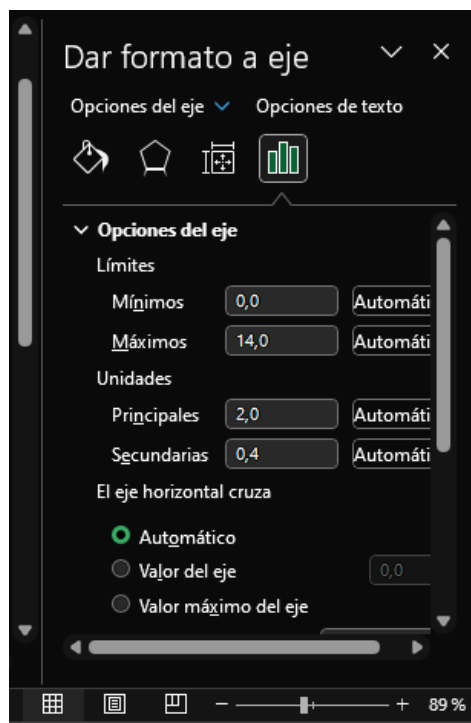 Dar formato a eje
Opciones del eje Opciones de texto
Opciones del eje
Límites
Mínimos 0,0 Automáti
Máximos 14,0 Automáti
Unidades
Principales 2,0 Automáti
Secundarias 0,4 Automáti
El eje horizontal cruza
Automático
Valor del eje 0,0
Valor máximo del eje
89 %